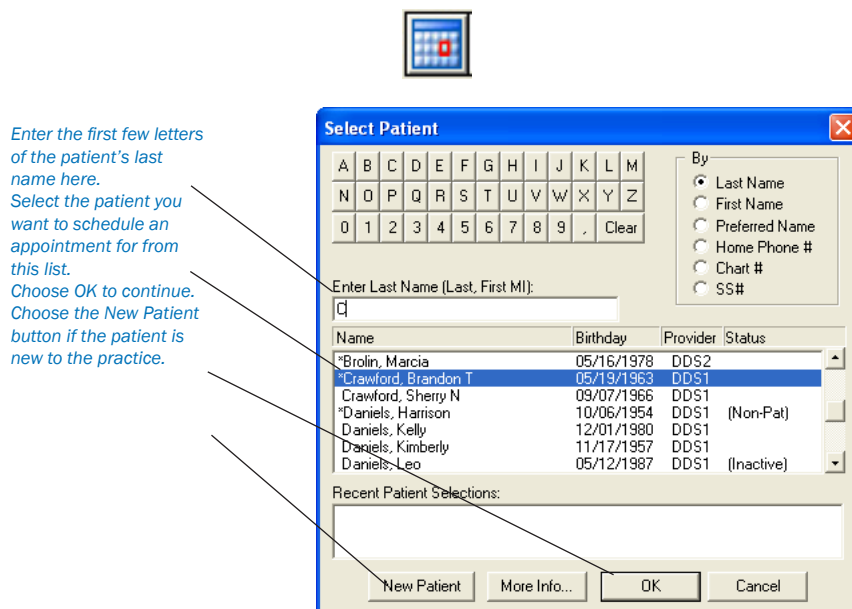 Enter the first few letters
of the patient's last
name here.
Select the patient you
want to schedule an
appointment for from
this list.
Choose OK to continue.
Choose the New Patient
button if the patient is
new to the practice.
Select Patient
A B C D E F G H I J K L M
N O P Q R S T U V W X Y Z
0 1 2 3 4 5 6 7 8 9 , Clear
By
Last Name
First Name
Preferred Name
Home Phone #
Chart #
SS#
Enter Last Name (Last, First MI):
C
Name Birthday Provider Status
*Brolin, Marcia 05/16/1978 DDS2
*Crawford, Brandon T 05/19/1963 DDS1
Crawford, Sherry N 09/07/1966 DDS1
*Daniels, Harrison 10/06/1954 DDS1 (Non-Pat)
Daniels, Kelly 12/01/1980 DDS1
Daniels, Kimberly 11/17/1957 DDS1
Daniels, Leo 05/12/1987 DDS1 (Inactive)
Recent Patient Selections:
New Patient More Info... OK Cancel